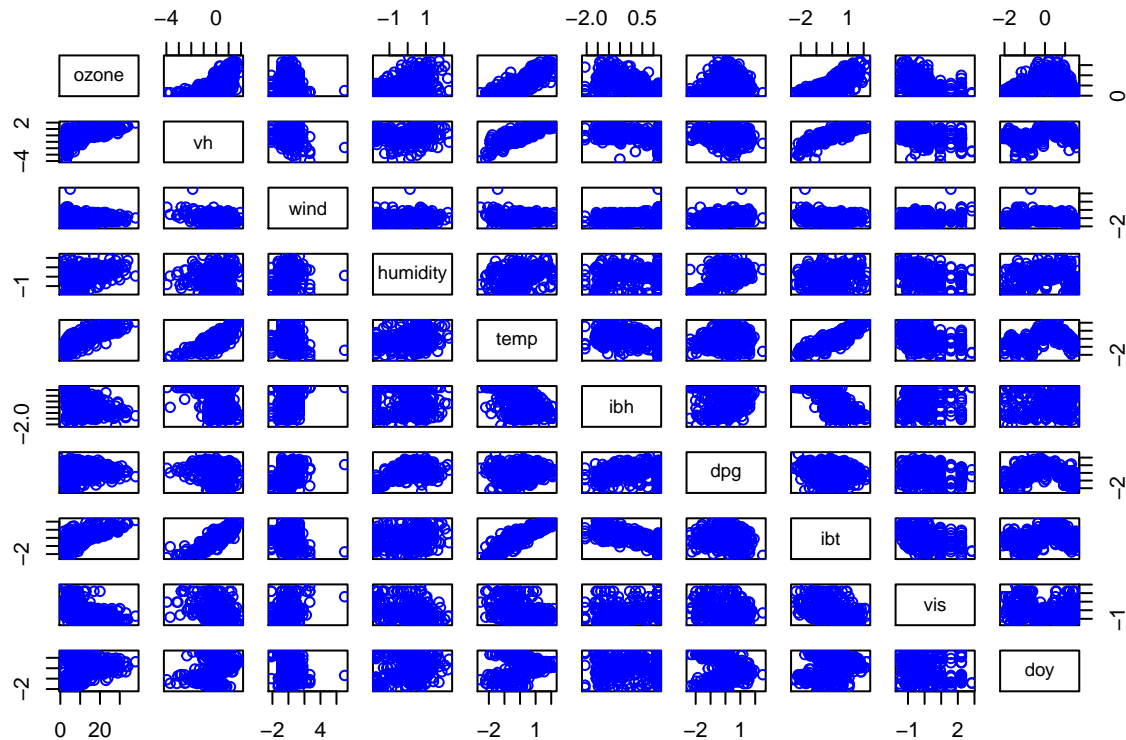 −4 0 −1 1 −2.0 0.5 −2 1 −2 0
ozone
0
2
−4
vh
wind
−2
−1
humidity
temp
−2
−2.0
ibh
dpg
−2
−2
ibt
vis
−1
−2
doy
0 20 −2 4 −2 1 −2 1 −1 2